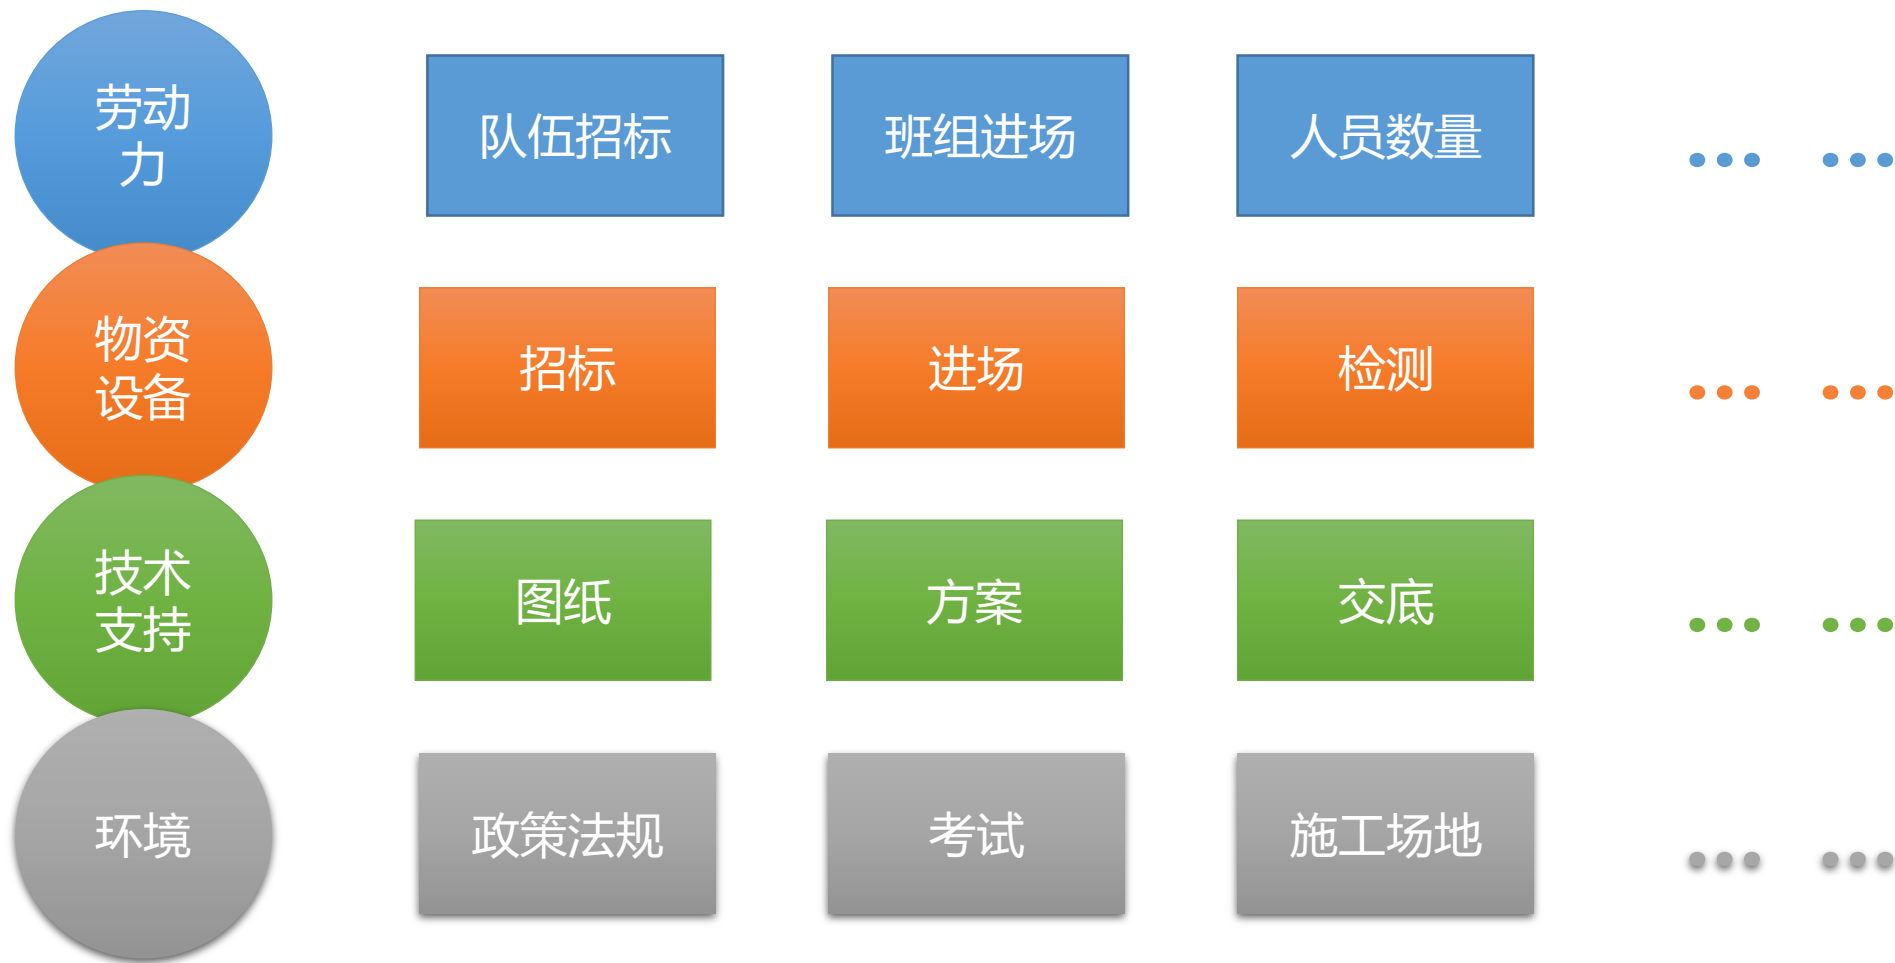 劳动
力
队伍招标
班组进场
人员数量
…  …
物资
设备
招标
进场
检测
…  …
技术
支持
图纸
方案
交底
…  …
环境
政策法规
考试
施工场地
…  …